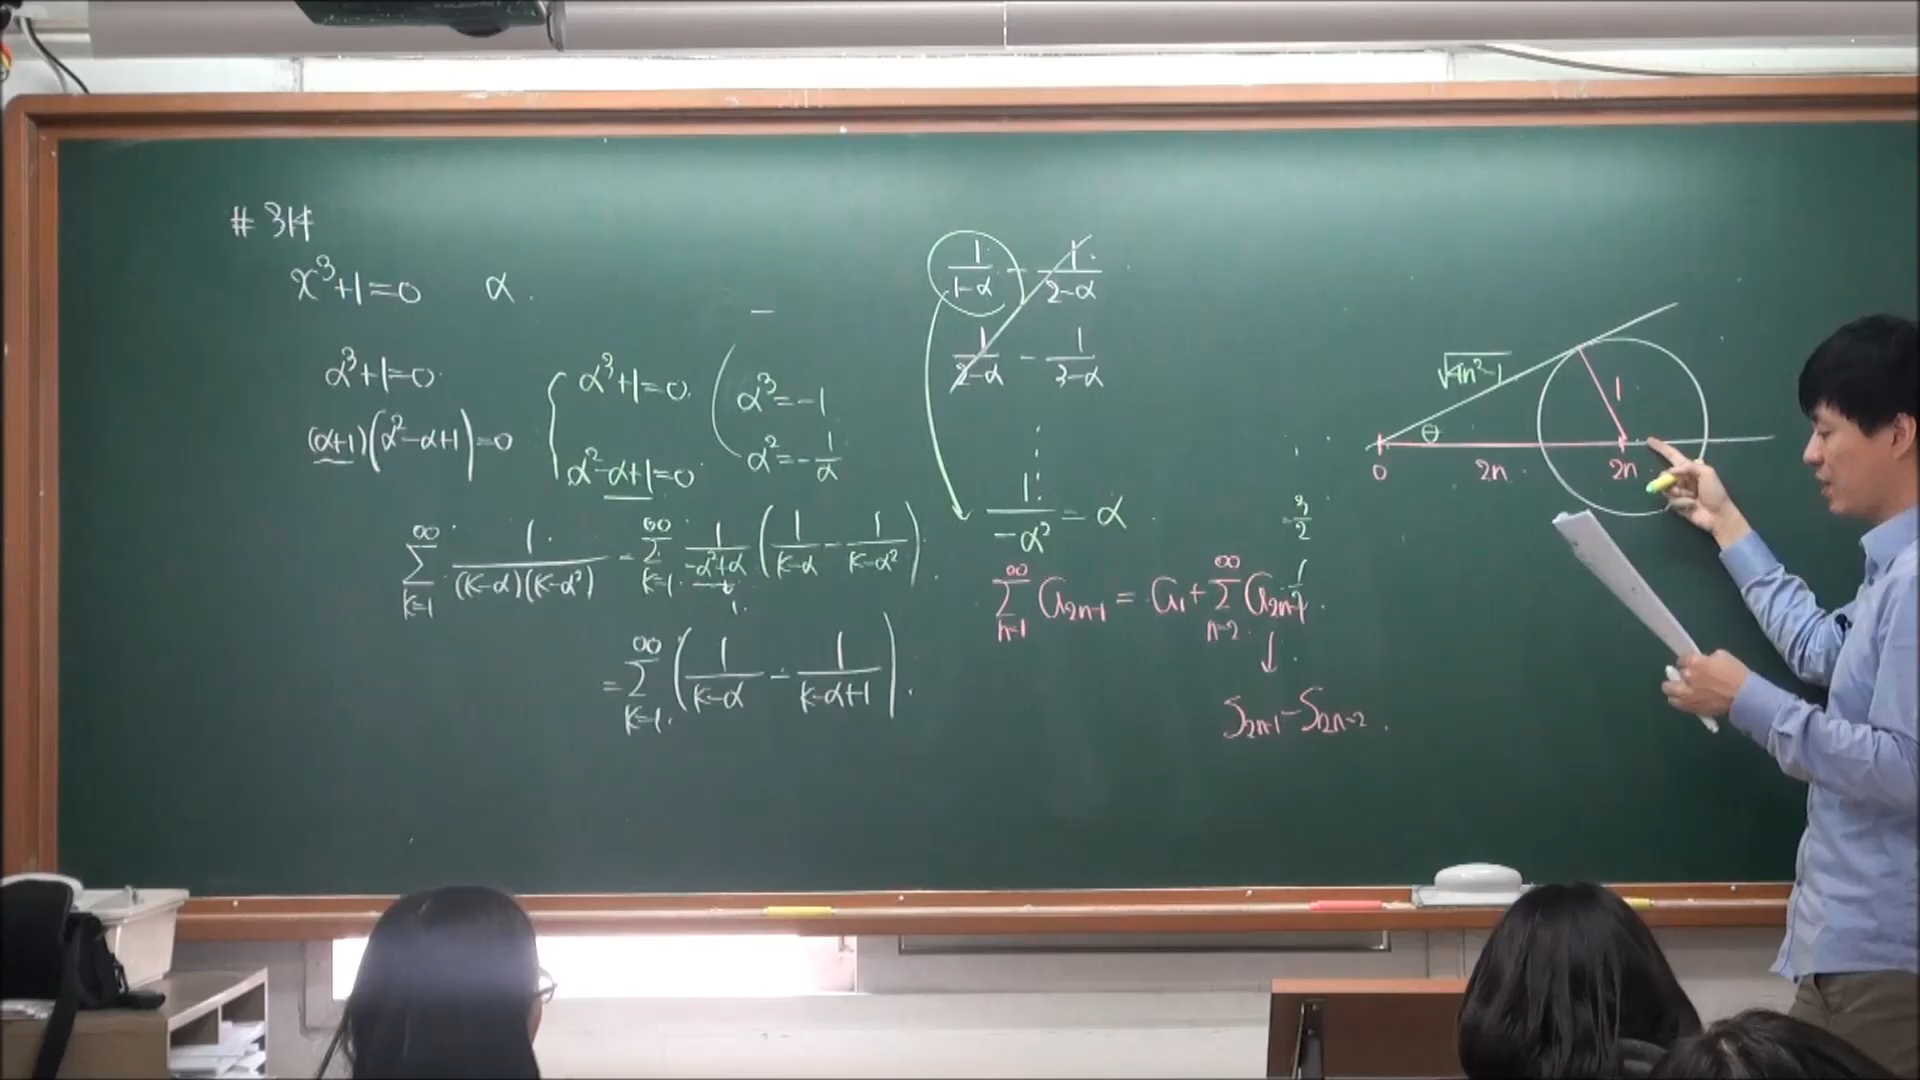 # 314
x³+1=0 α
α³+1=0
(α+1)(α²-α+1)=0
α³+1=0
α²-α+1=0
α³=-1
α²=-1/α
∑_{k=1}^{∞} 1/((k-α)(k-α²)) = ∑_{k=1}^{∞} 1/(-α²+α) (1/(k-α) - 1/(k-α²))
1
= ∑_{k=1}^{∞} (1/(k-α) - 1/(k-α+1))
1/(1-α) - 1/(2-α)
1/(2-α) - 1/(3-α)
⋮
1/(-α²) = α
∑_{n=1}^{∞} a_{2n-1} = a_1 + ∑_{n=2}^{∞} a_{2n-1}
↓
S_{2n-1} - S_{2n-2}
√(4n²-1)
1
θ
0 2n 2n